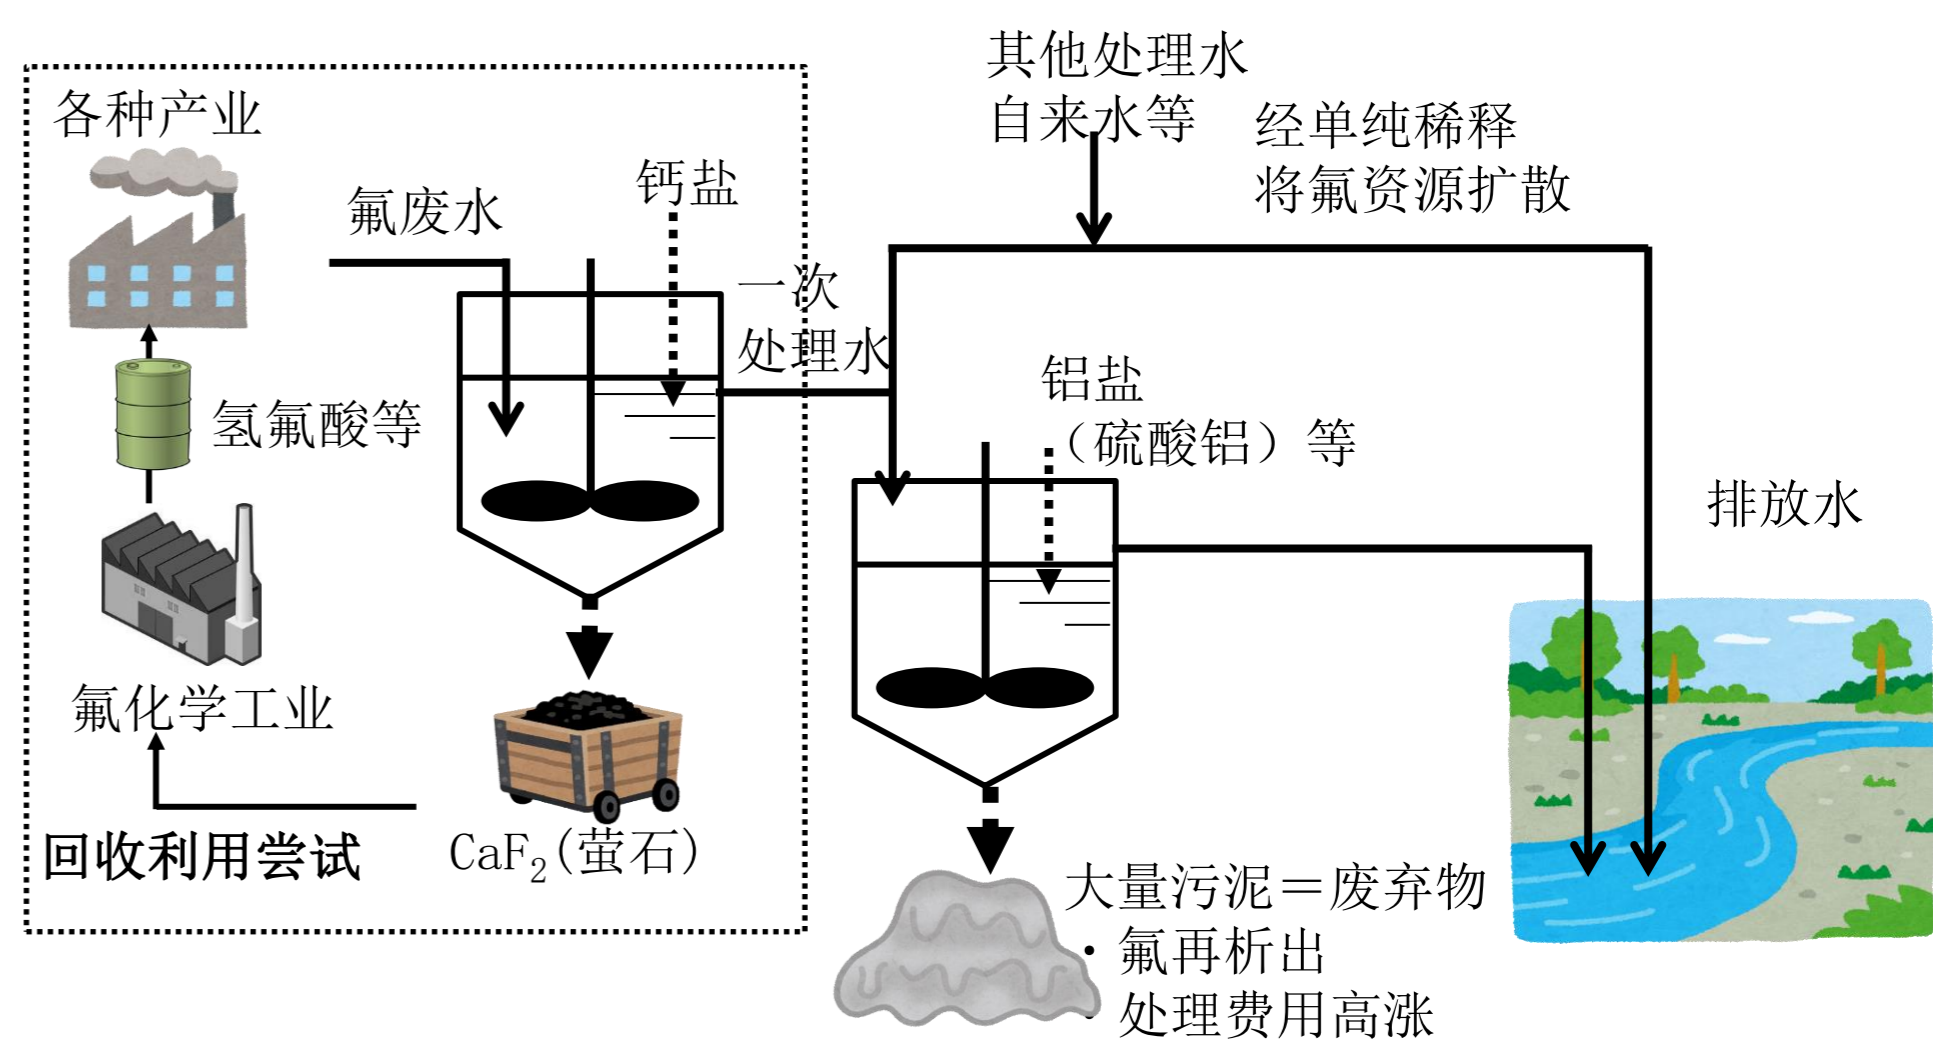 各种产业
氟废水
钙盐
一次
处理水
氢氟酸等
氟化学工业
回收利用尝试
CaF₂(萤石)
其他处理水
自来水等
经单纯稀释
将氟资源扩散
铝盐
（硫酸铝）等
排放水
大量污泥＝废弃物
・氟再析出
・处理费用高涨